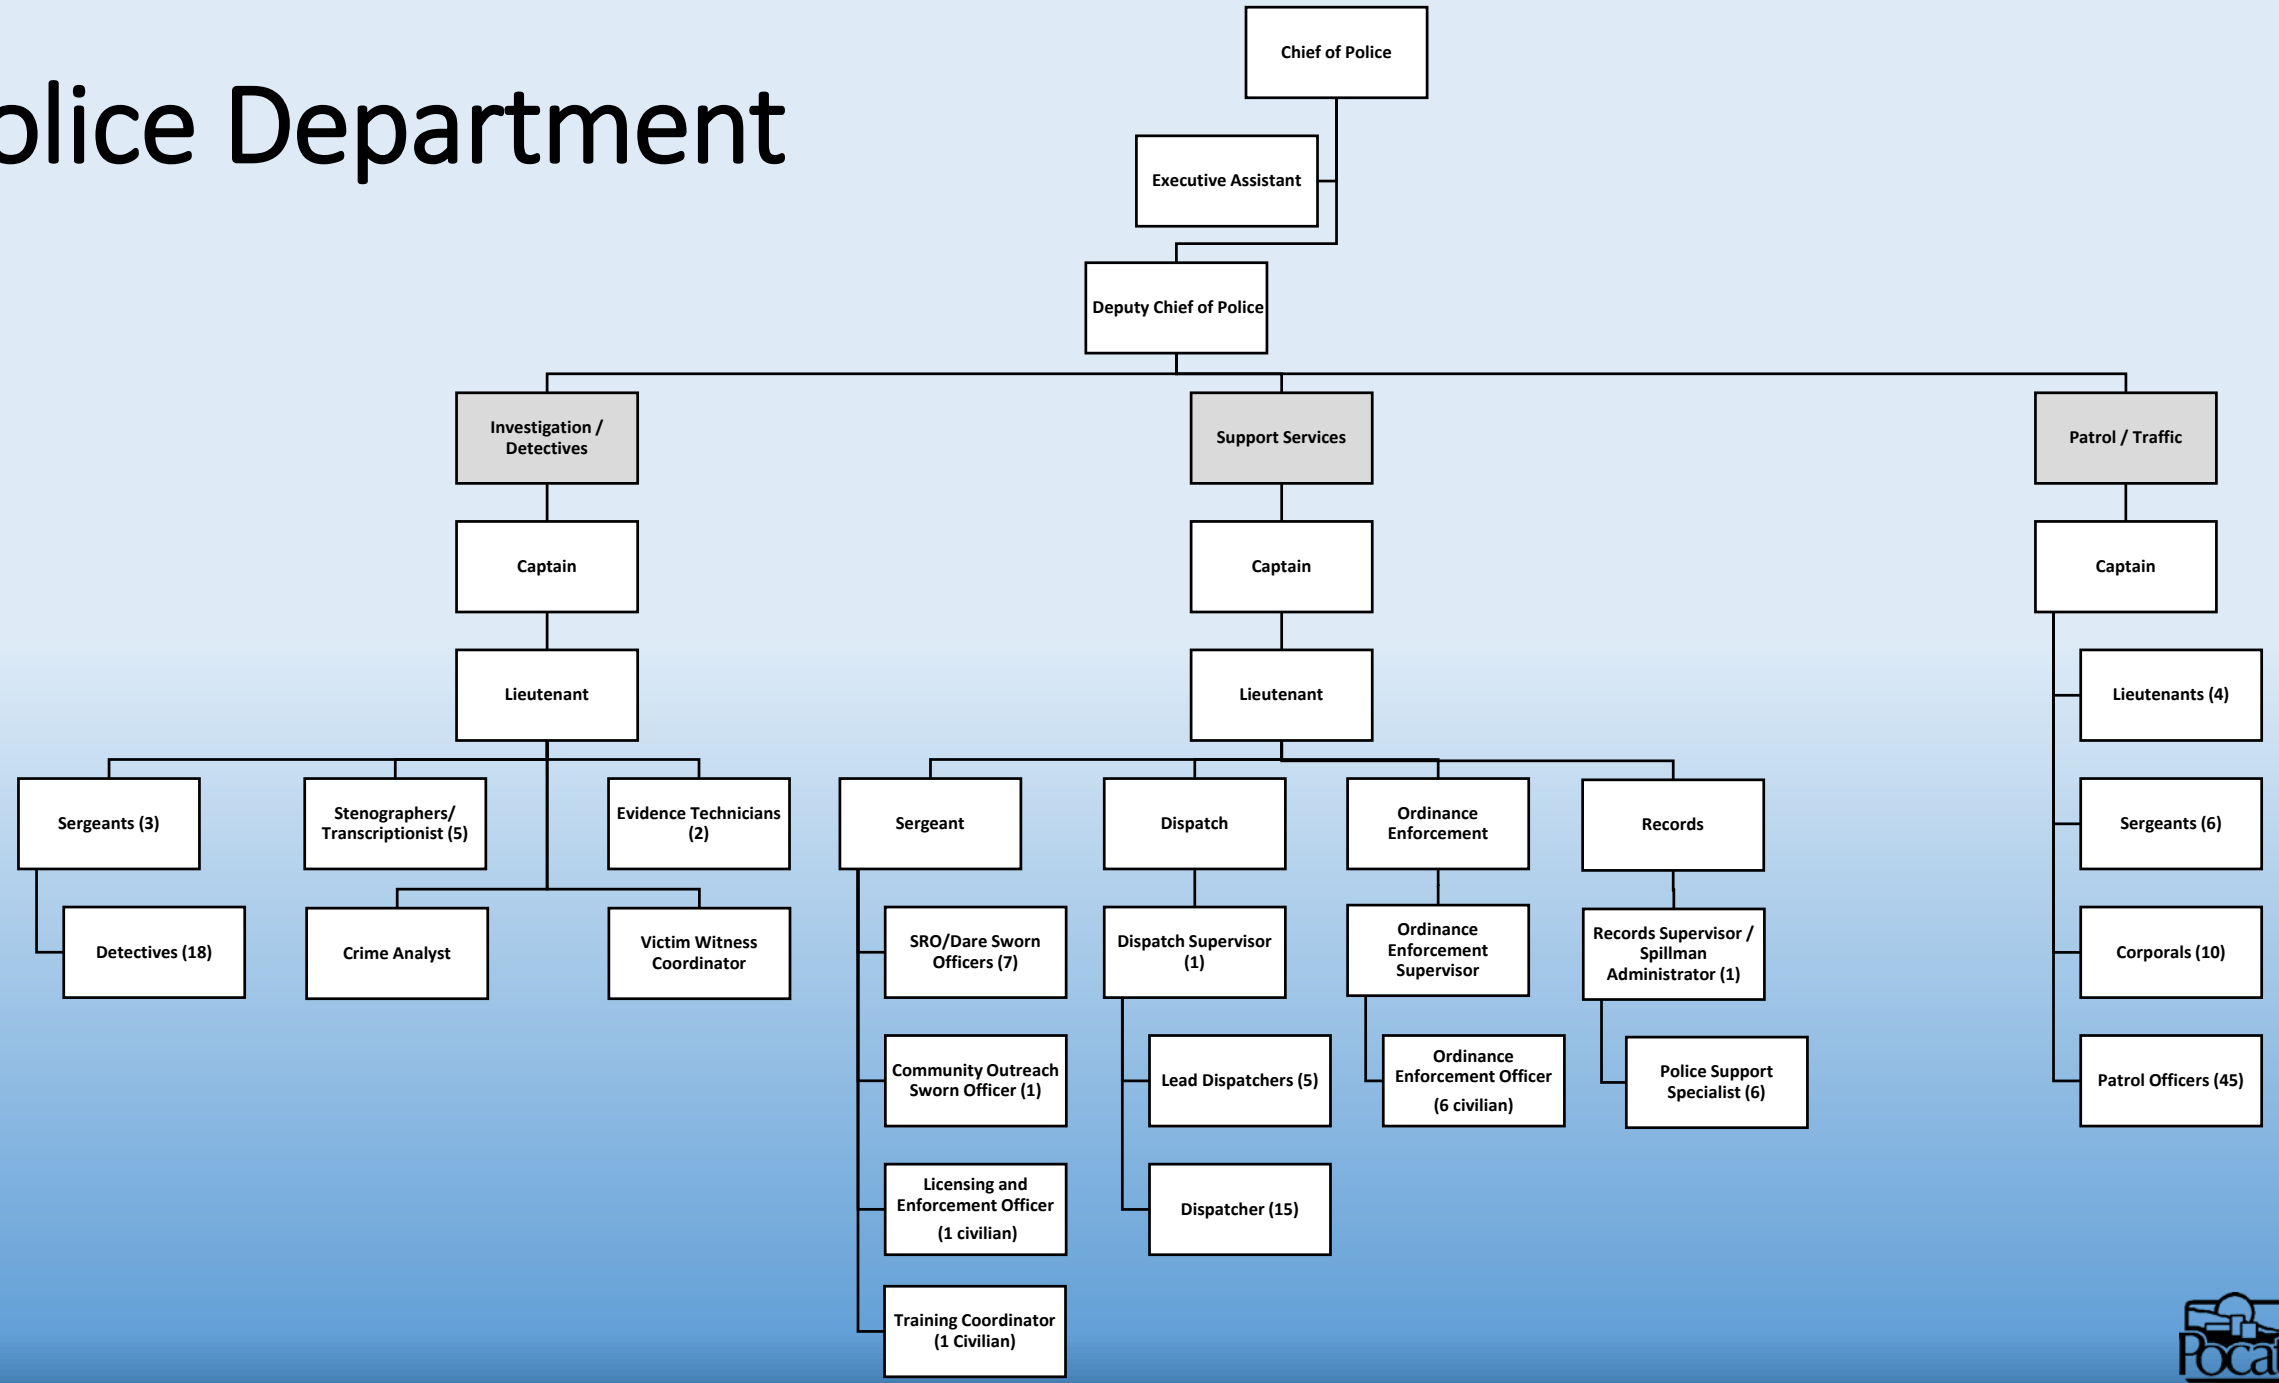 olice Department
Chief of Police
Executive Assistant
Deputy Chief of Police
Investigation /
Detectives
Support Services
Patrol / Traffic
Captain
Captain
Captain
Lieutenant
Lieutenant
Lieutenants (4)
Sergeants (3)
Stenographers/
Transcriptionist (5)
Evidence Technicians
(2)
Sergeant
Dispatch
Ordinance
Enforcement
Records
Sergeants (6)
Detectives (18)
Crime Analyst
Victim Witness
Coordinator
SRO/Dare Sworn
Officers (7)
Dispatch Supervisor
(1)
Ordinance
Enforcement
Supervisor
Records Supervisor /
Spillman
Administrator (1)
Corporals (10)
Community Outreach
Sworn Officer (1)
Lead Dispatchers (5)
Ordinance
Enforcement Officer
(6 civilian)
Police Support
Specialist (6)
Patrol Officers (45)
Licensing and
Enforcement Officer
(1 civilian)
Dispatcher (15)
Training Coordinator
(1 Civilian)
Pocat